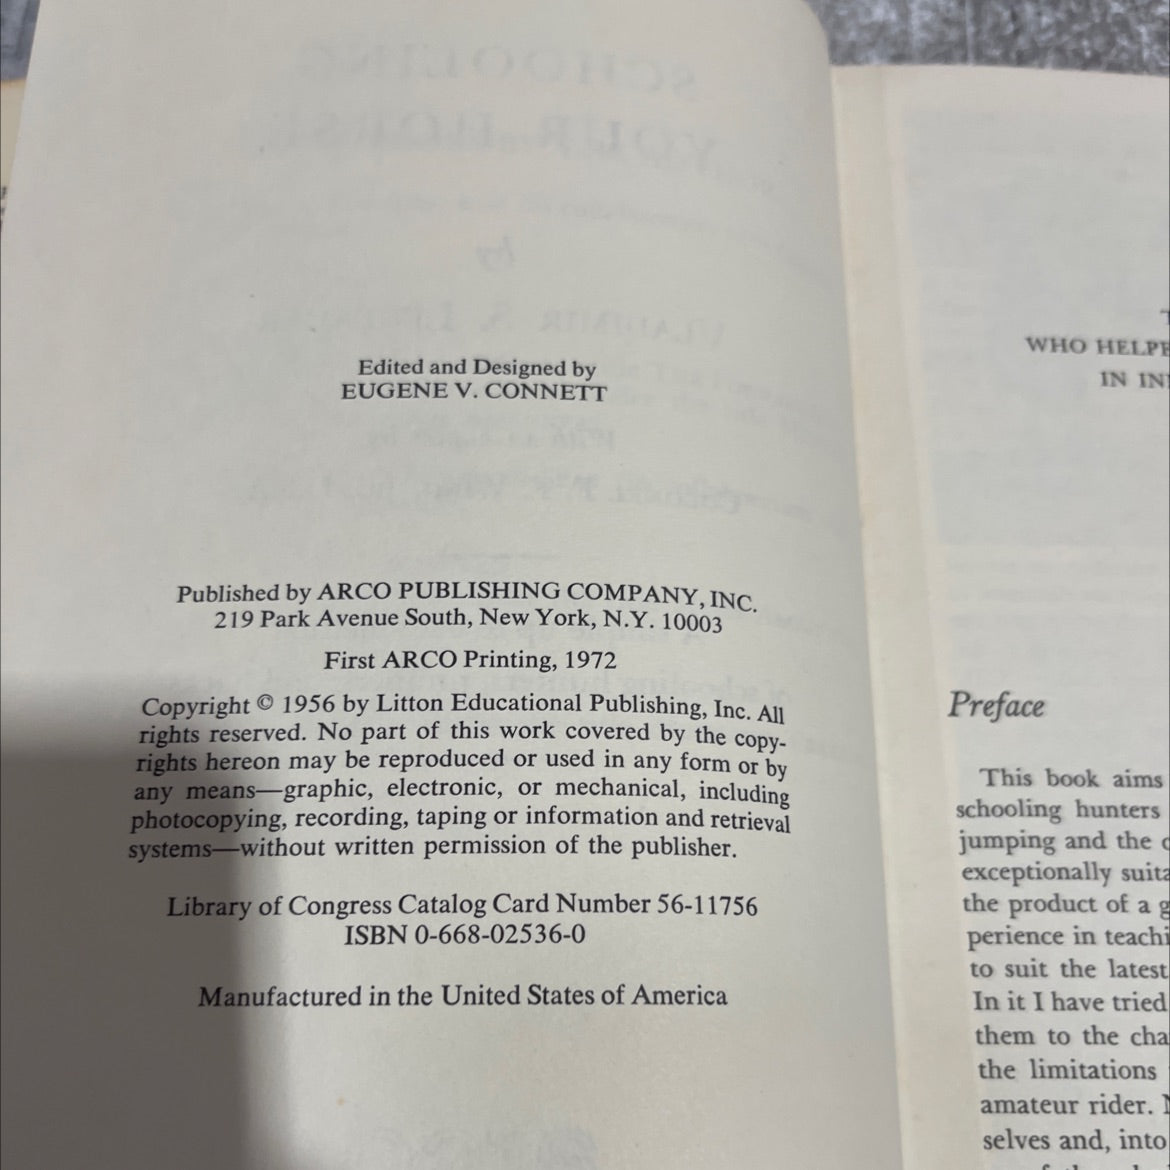 Edited and Designed by
EUGENE V. CONNETT
Published by ARCO PUBLISHING COMPANY, INC.
219 Park Avenue South, New York, N.Y. 10003
First ARCO Printing, 1972
Copyright © 1956 by Litton Educational Publishing, Inc. All
rights reserved. No part of this work covered by the copy-
rights hereon may be reproduced or used in any form or by
any means—graphic, electronic, or mechanical, including
photocopying, recording, taping or information and retrieval
systems—without written permission of the publisher.
Library of Congress Catalog Card Number 56-11756
ISBN 0-668-02536-0
Manufactured in the United States of America
WHO HELPE
IN IN
Preface
This book aims
schooling hunters
jumping and the
exceptionally suita
the product of a g
perience in teachi
to suit the latest
In it I have tried
them to the cha
the limitations
amateur rider.
selves and, into